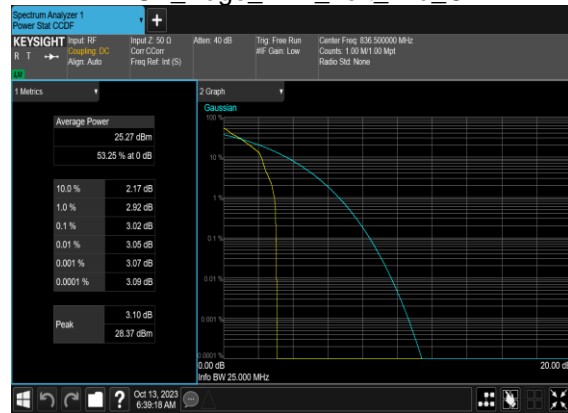 Spectrum Analyzer 1
Power Stat CCDF
KEYSIGHT
R T
LXI
Input: RF
Coupling: DC
Align: Auto
Input Z: 50 Ω
Corr CCorr
Freq Ref: Int (S)
Atten: 40 dB
Trig: Free Run
#IF Gain: Low
Center Freq: 836.500000 MHz
Counts: 1.00 M/1.00 Mpt
Radio Std: None
1 Metrics
Average Power
25.27 dBm
53.25 % at 0 dB
10.0 % 2.17 dB
1.0 % 2.92 dB
0.1 % 3.02 dB
0.01 % 3.05 dB
0.001 % 3.07 dB
0.0001 % 3.09 dB
Peak 3.10 dB
28.37 dBm
2 Graph
Gaussian
100 %
10 %
1 %
0.1 %
0.01 %
0.001 %
0.0001 %
0.00 dB
20.00 dB
Info BW 25.000 MHz
Oct 13, 2023
6:39:18 AM